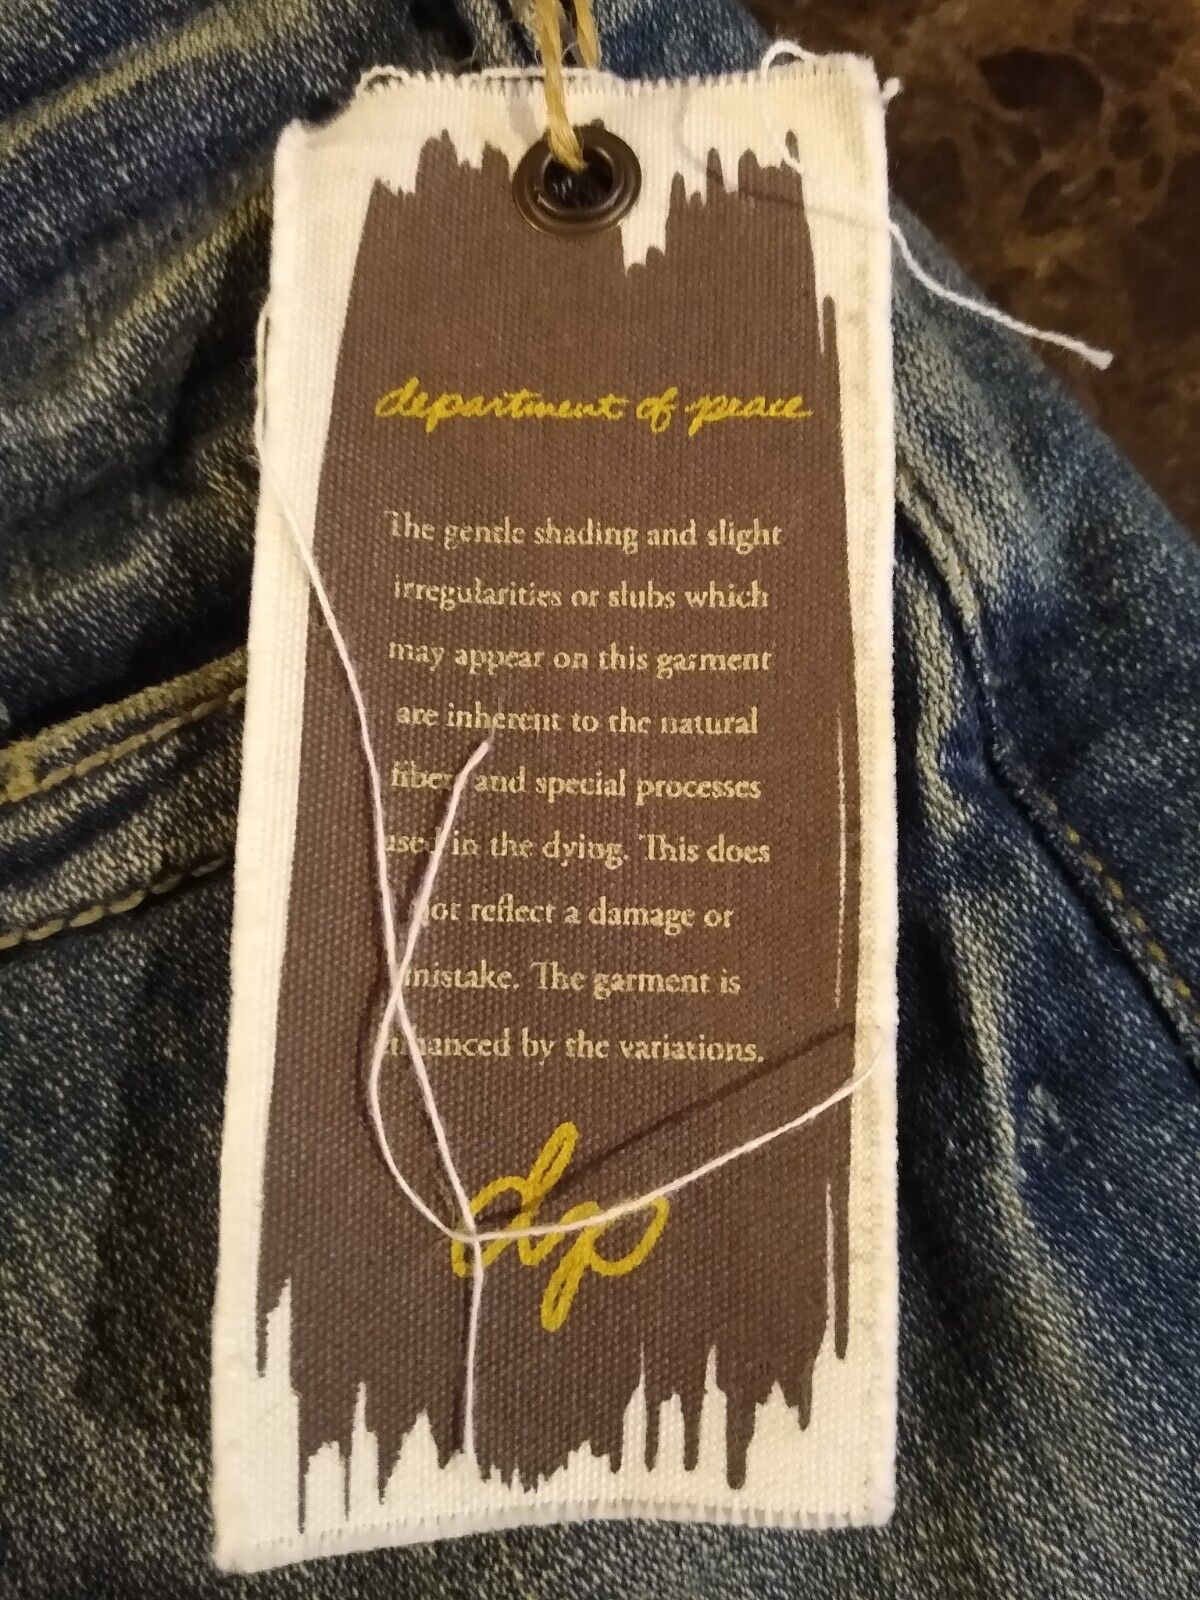 department of peace
The gentle shading and slight
irregularities or slubs which
may appear on this garment
are inherent to the natural
fiber and special processes
used in the dying. This does
not reflect a damage or
mistake. The garment is
enhanced by the variations.
dp